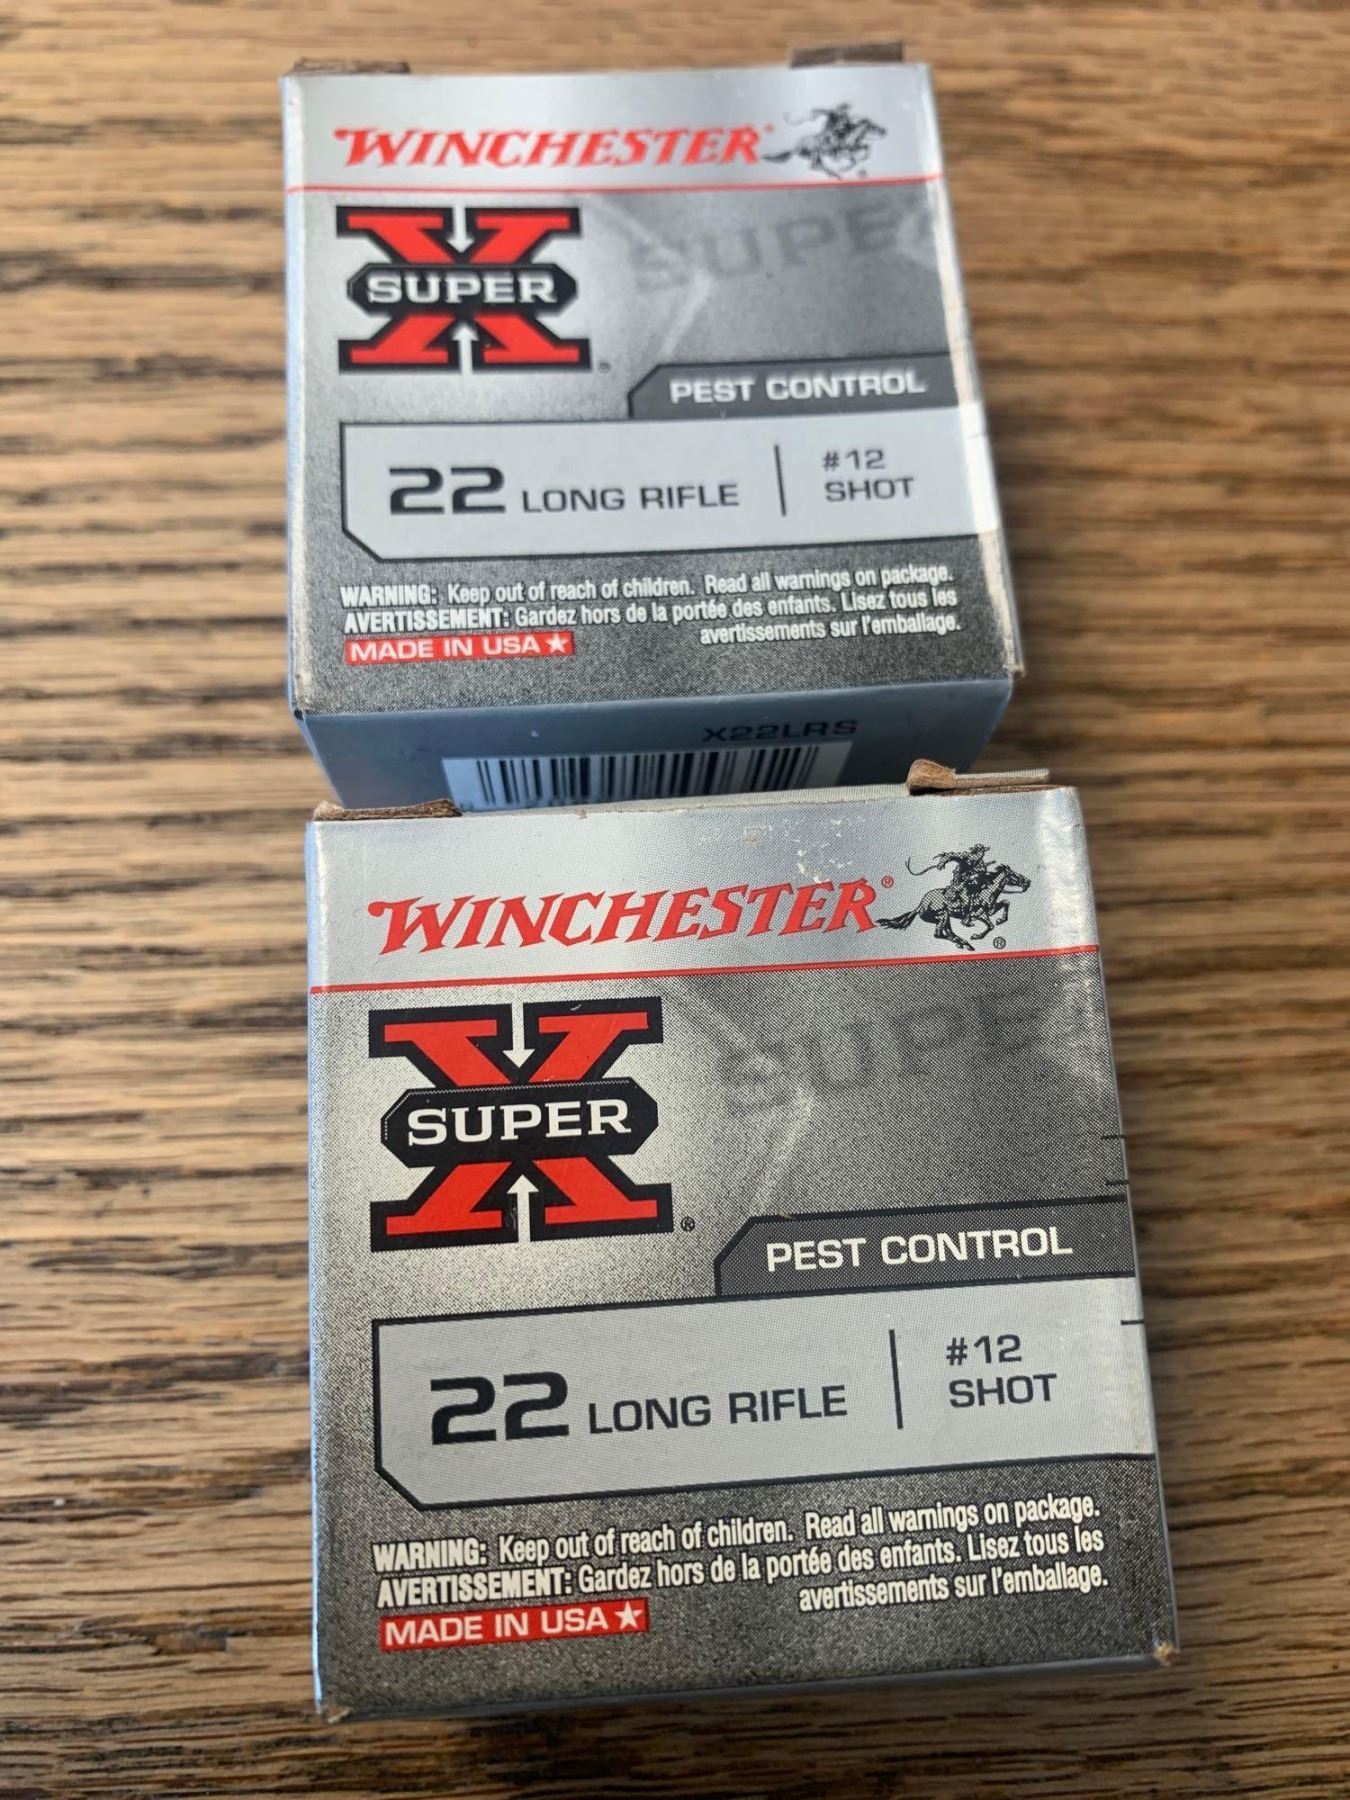 WINCHESTER
SUPER
X
SUPER
PEST CONTROL
22 LONG RIFLE
#12
SHOT
WARNING: Keep out of reach of children. Read all warnings on package.
AVERTISSEMENT: Gardez hors de la portée des enfants. Lisez tous les
avertissements sur l'emballage.
MADE IN USA ★
X22LRS
WINCHESTER®
SUPE
X
SUPER
®
PEST CONTROL
22 LONG RIFLE
#12
SHOT
WARNING: Keep out of reach of children. Read all warnings on package.
AVERTISSEMENT: Gardez hors de la portée des enfants. Lisez tous les
avertissements sur l'emballage.
MADE IN USA ★